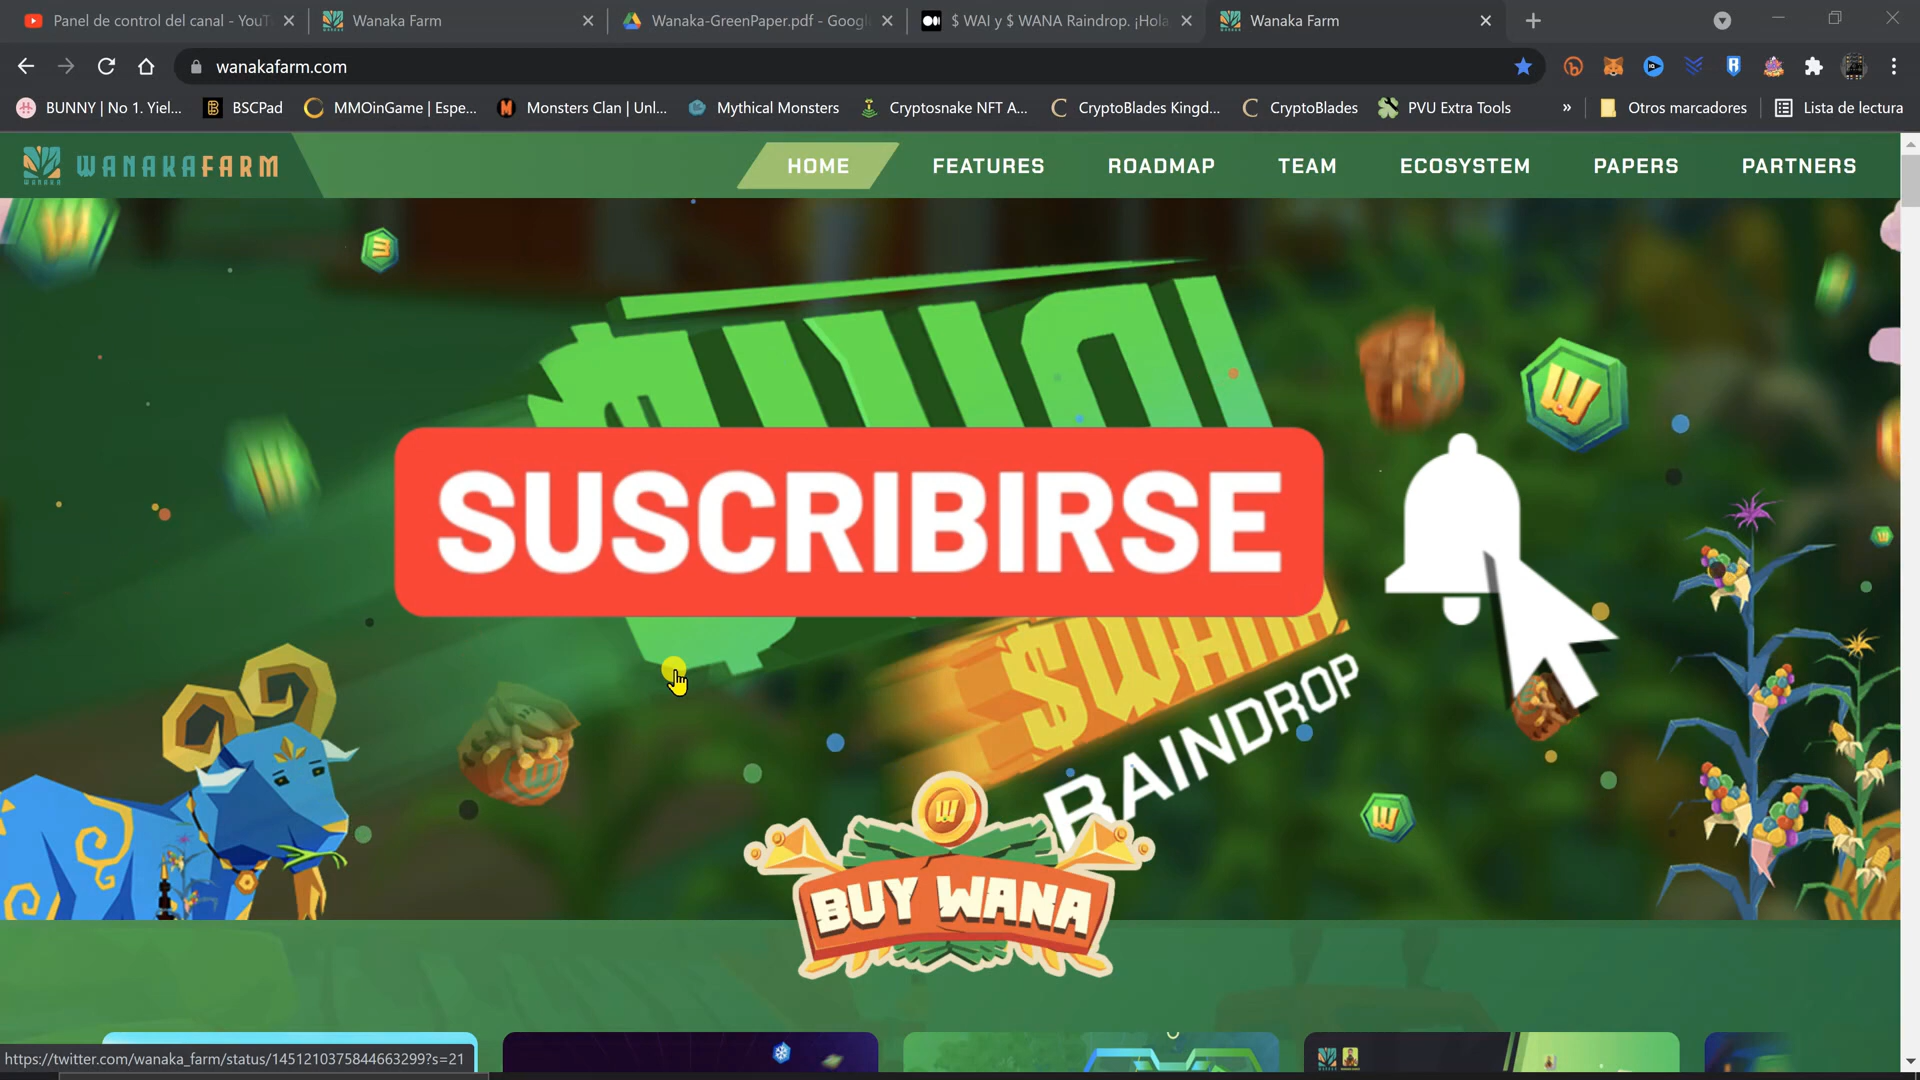 Panel de control del canal - YouT
Wanaka Farm
Wanaka-GreenPaper.pdf - Googl
$ WAI y $ WANA Raindrop. ¡Hola
Wanaka Farm
wanakafarm.com
BUNNY | No 1. Yiel...
BSCPad
MMOinGame | Espe...
Monsters Clan | Unl...
Mythical Monsters
Cryptosnake NFT A...
CryptoBlades Kingd...
CryptoBlades
PVU Extra Tools
»
Otros marcadores
Lista de lectura
WANAKAFARM
HOME
FEATURES
ROADMAP
TEAM
ECOSYSTEM
PAPERS
PARTNERS
SUSCRIBIRSE
$WANA
RAINDROP
BUY WANA
https://twitter.com/wanaka_farm/status/1451210375844663299?s=21